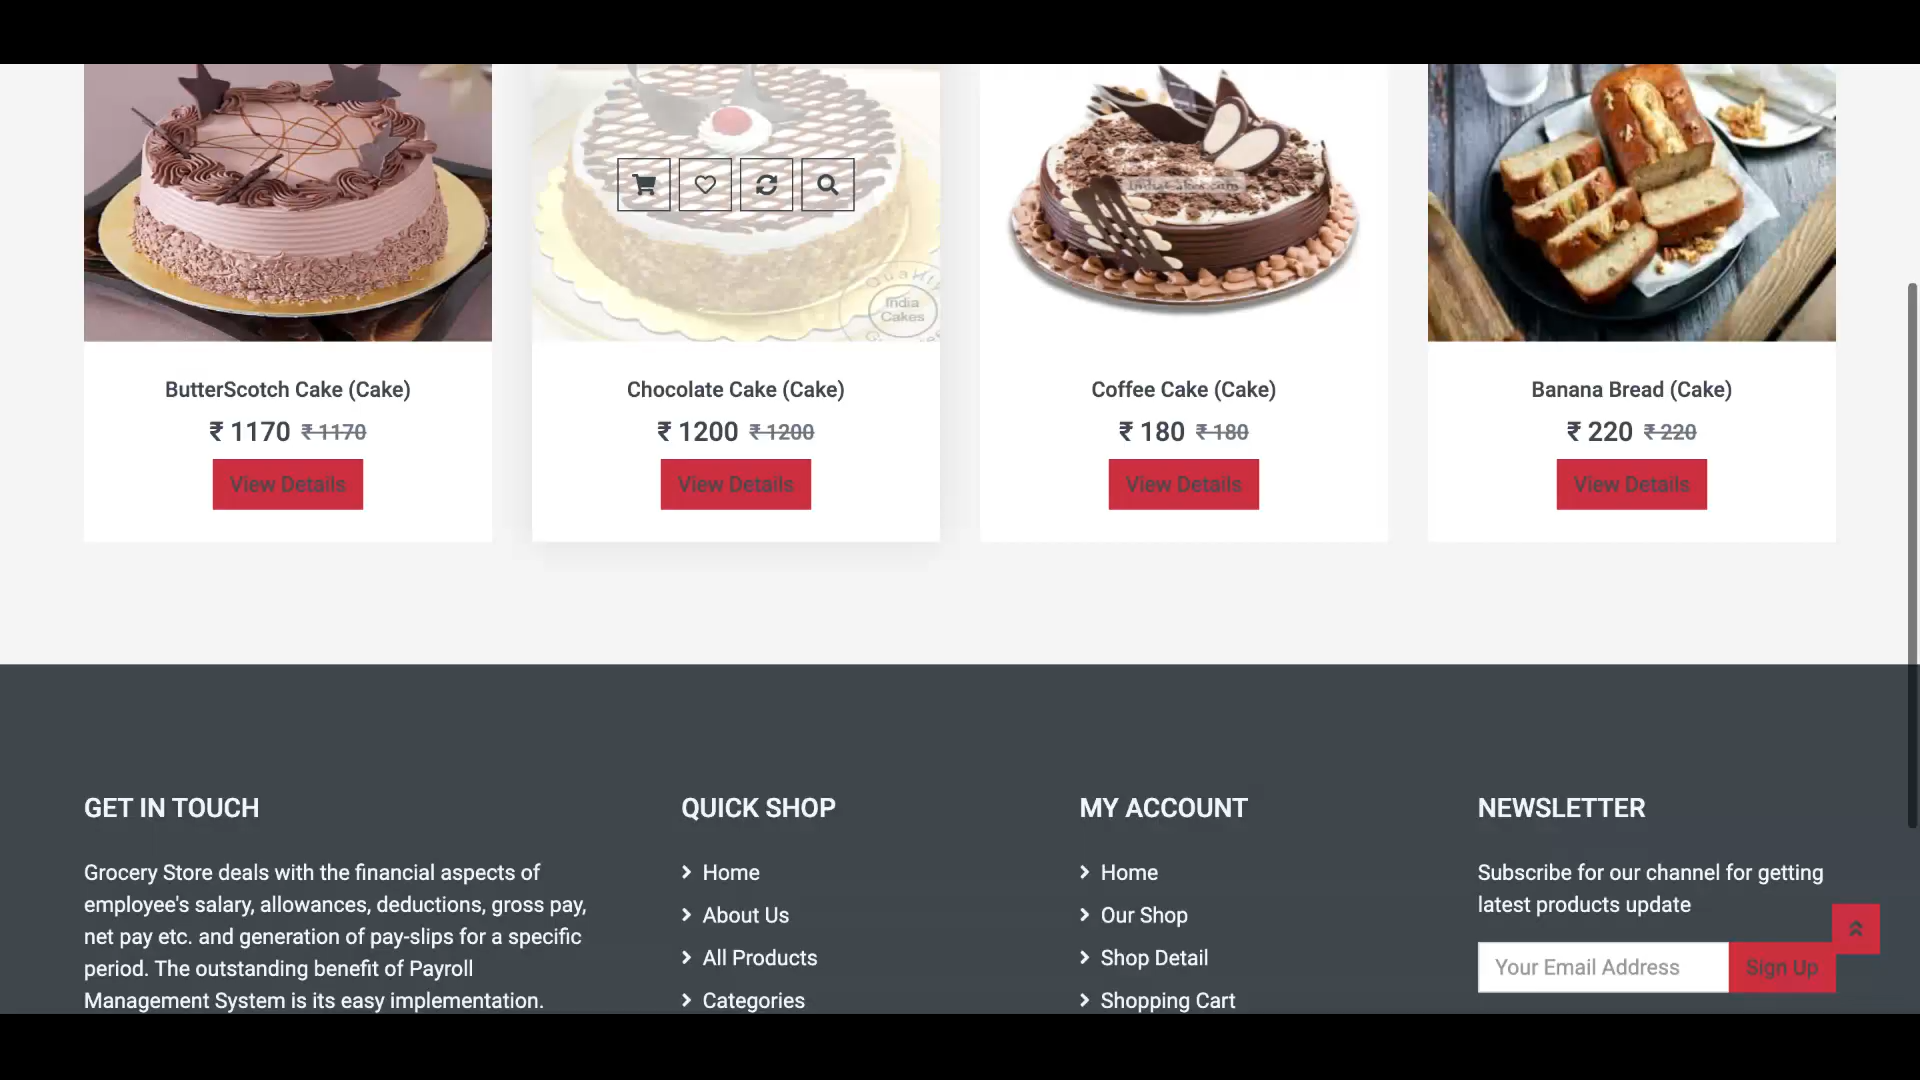 IndiaCakes.com
Quality
India
Cakes
ButterScotch Cake (Cake)
₹ 1170 ₹ 1170
View Details
Chocolate Cake (Cake)
₹ 1200 ₹ 1200
View Details
Coffee Cake (Cake)
₹ 180 ₹ 180
View Details
Banana Bread (Cake)
₹ 220 ₹ 220
View Details
GET IN TOUCH
Grocery Store deals with the financial aspects of
employee's salary, allowances, deductions, gross pay,
net pay etc. and generation of pay-slips for a specific
period. The outstanding benefit of Payroll
Management System is its easy implementation.
QUICK SHOP
Home
About Us
All Products
Categories
MY ACCOUNT
Home
Our Shop
Shop Detail
Shopping Cart
NEWSLETTER
Subscribe for our channel for getting
latest products update
Your Email Address
Sign Up